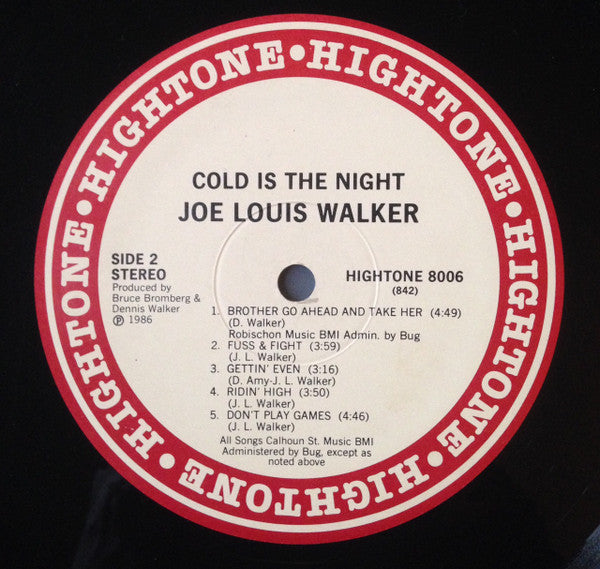 HIGHTONE • HIGHTONE • HIGHTONE • HIGHTONE • HIGHTONE • HIGHTONE •
COLD IS THE NIGHT
JOE LOUIS WALKER
SIDE 2
STEREO
Produced by
Bruce Bromberg &
Dennis Walker
℗ 1986
HIGHTONE 8006
(842)
1. BROTHER GO AHEAD AND TAKE HER (4:49)
(D. Walker)
Robischon Music BMI Admin. by Bug
2. FUSS & FIGHT (3:59)
(J. L. Walker)
3. GETTIN' EVEN (3:16)
(D. Amy-J. L. Walker)
4. RIDIN' HIGH (3:50)
(J. L. Walker)
5. DON'T PLAY GAMES (4:46)
(J. L. Walker)
All Songs Calhoun St. Music BMI
Administered by Bug, except as
noted above